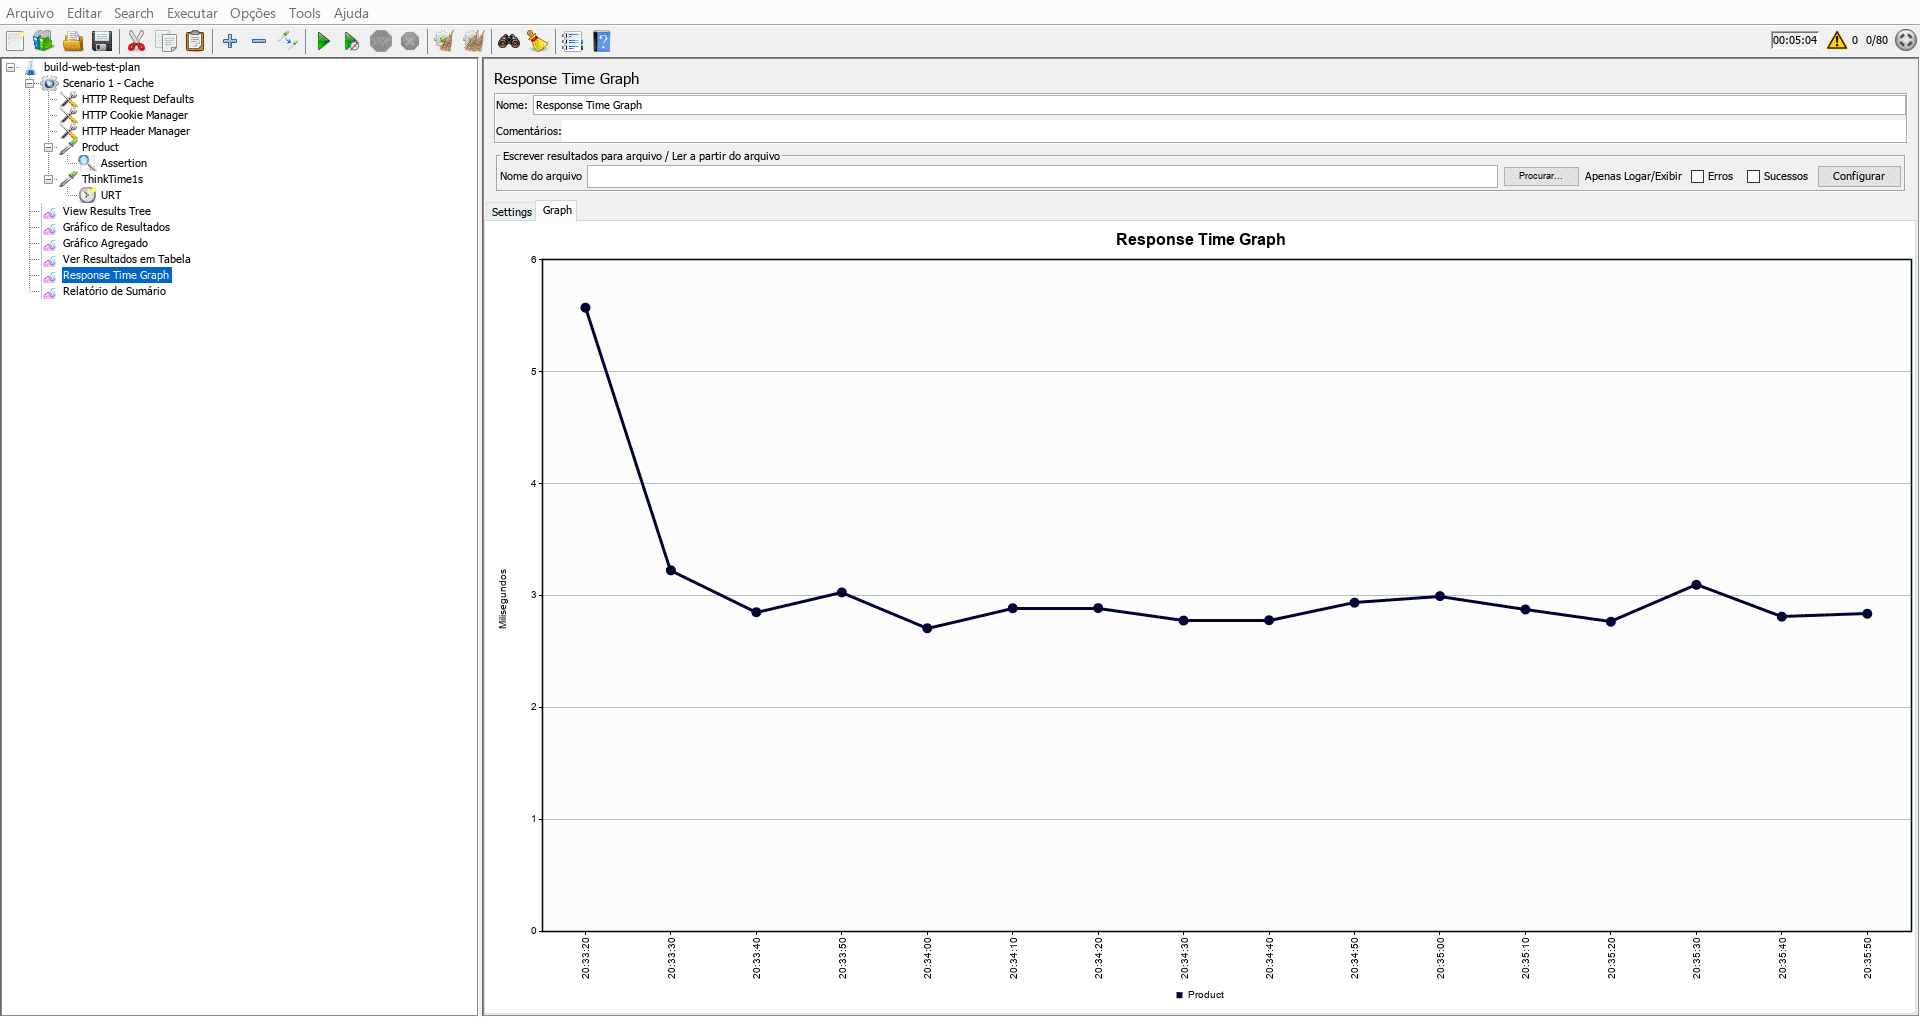 Arquivo Editar Search Executar Opções Tools Ajuda
STOP
00:05:04 0 0/80
build-web-test-plan
Scenario 1 - Cache
HTTP Request Defaults
HTTP Cookie Manager
HTTP Header Manager
Product
Assertion
ThinkTime1s
URT
View Results Tree
Gráfico de Resultados
Gráfico Agregado
Ver Resultados em Tabela
Response Time Graph
Relatório de Sumário
Response Time Graph
Nome: Response Time Graph
Comentários:
Escrever resultados para arquivo / Ler a partir do arquivo
Nome do arquivo Procurar... Apenas Logar/Exibir Erros Sucessos Configurar
Settings Graph
Response Time Graph
6
5
4
3
2
1
0
Milisegundos
20:33:20 20:33:30 20:33:40 20:33:50 20:34:00 20:34:10 20:34:20 20:34:30 20:34:40 20:34:50 20:35:00 20:35:10 20:35:20 20:35:30 20:35:40 20:35:50
Product